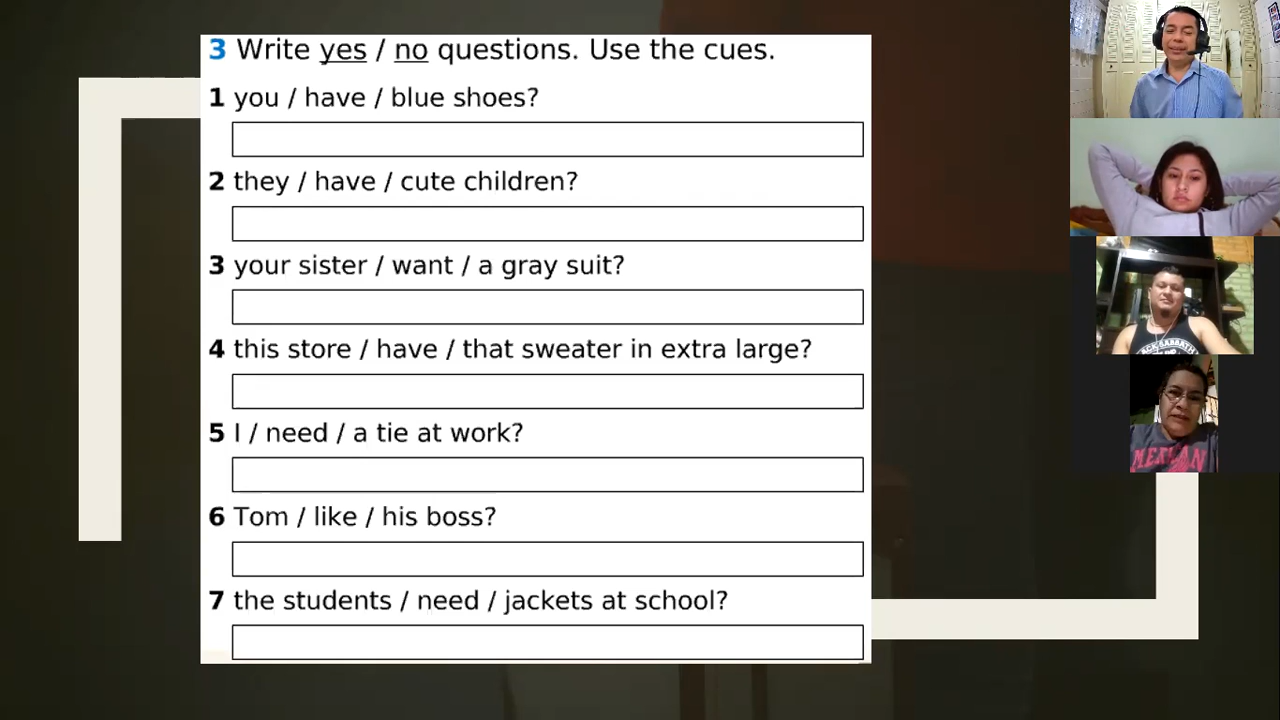 3 Write yes / no questions. Use the cues.
1 you / have / blue shoes?
2 they / have / cute children?
3 your sister / want / a gray suit?
4 this store / have / that sweater in extra large?
5 I / need / a tie at work?
6 Tom / like / his boss?
7 the students / need / jackets at school?